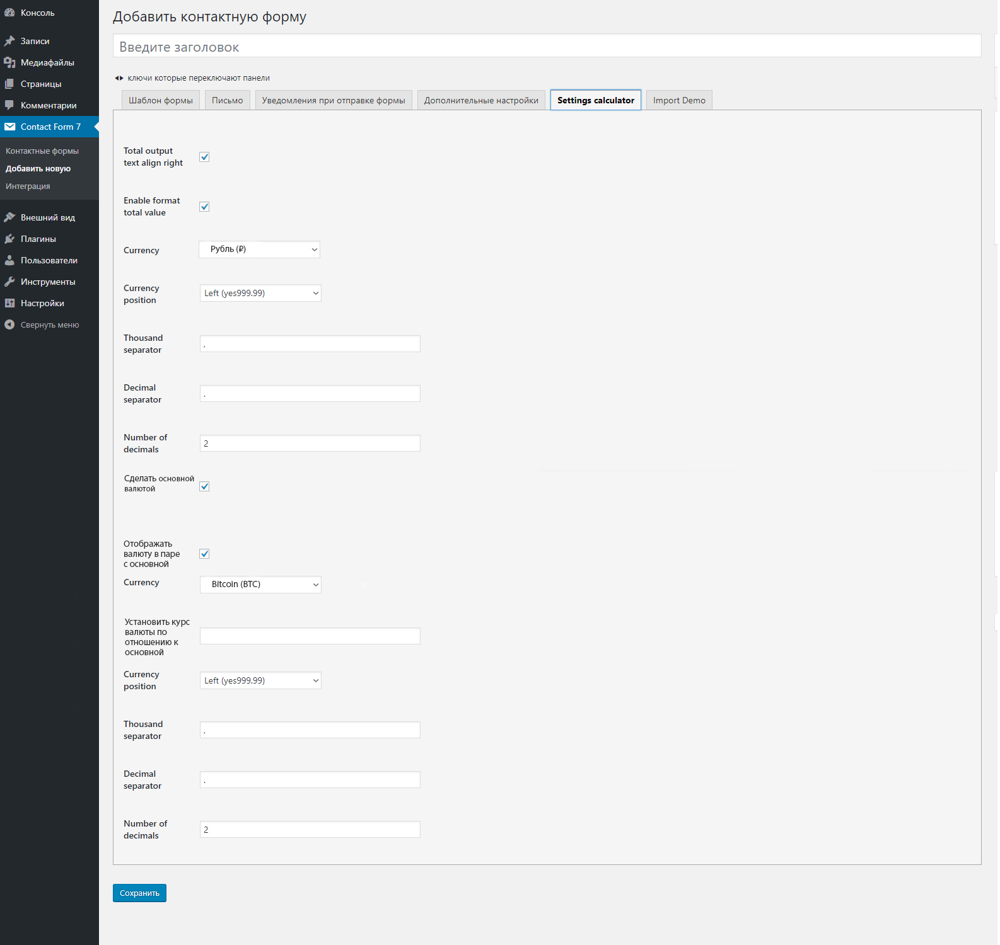 Консоль
Записи
Медиафайлы
Страницы
Комментарии
Contact Form 7
Контактные формы
Добавить новую
Интеграция
Внешний вид
Плагины
Пользователи
Инструменты
Настройки
Свернуть меню
Добавить контактную форму
Введите заголовок
ключи которые переключают панели
Шаблон формы Письмо Уведомления при отправке формы Дополнительные настройки Settings calculator Import Demo
Total output
text align right
Enable format
total value
Currency Рубль (₽)
Currency
position
Left (yes999.99)
Thousand
separator
,
Decimal
separator
.
Number of
decimals
2
Сделать основной
валютой
Отображать
валюту в паре
с основной
Currency Bitcoin (BTC)
Установить курс
валюты по
отношению к
основной
Currency
position
Left (yes999.99)
Thousand
separator
,
Decimal
separator
.
Number of
decimals
2
Сохранить